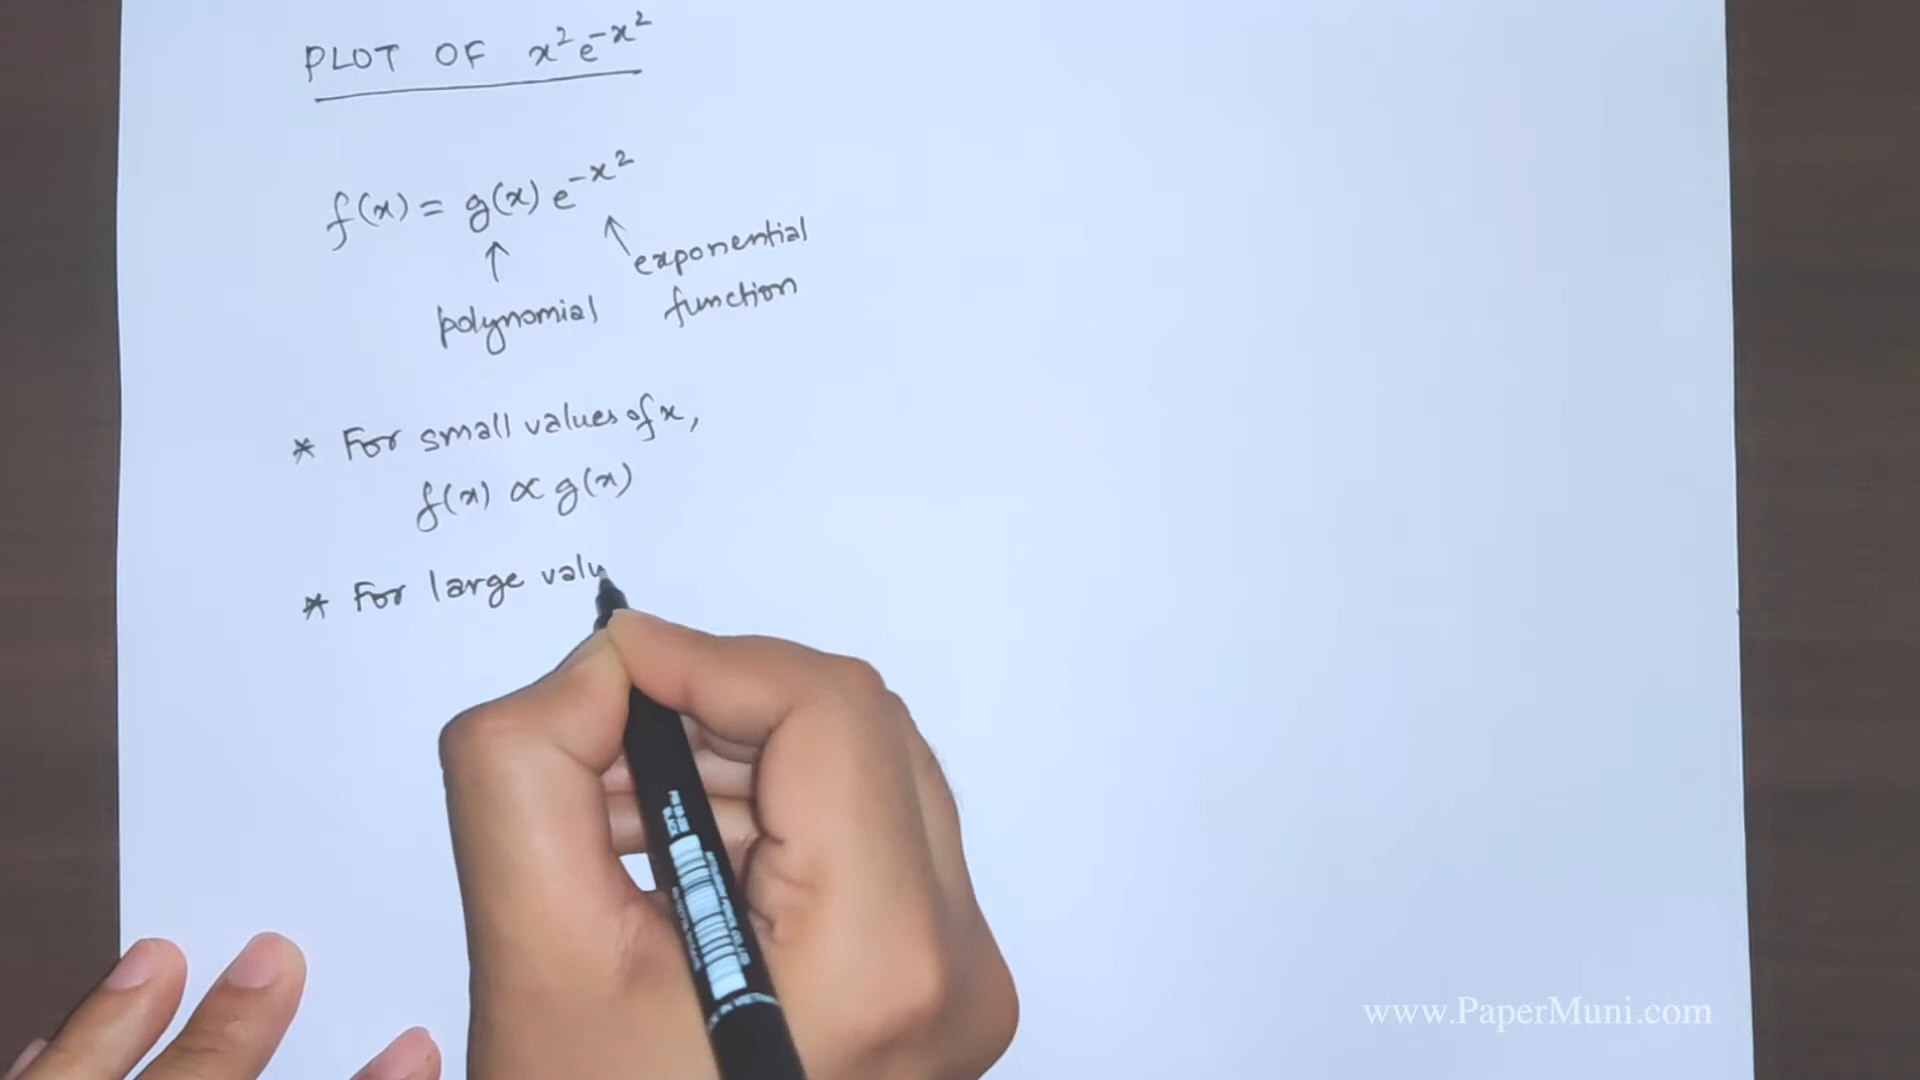 PLOT OF x²e⁻ˣ²
f(x) = g(x) e⁻ˣ²
↑ ↑
polynomial exponential function
* For small values of x,
f(x) ∝ g(x)
* For large valu
www.PaperMuni.com